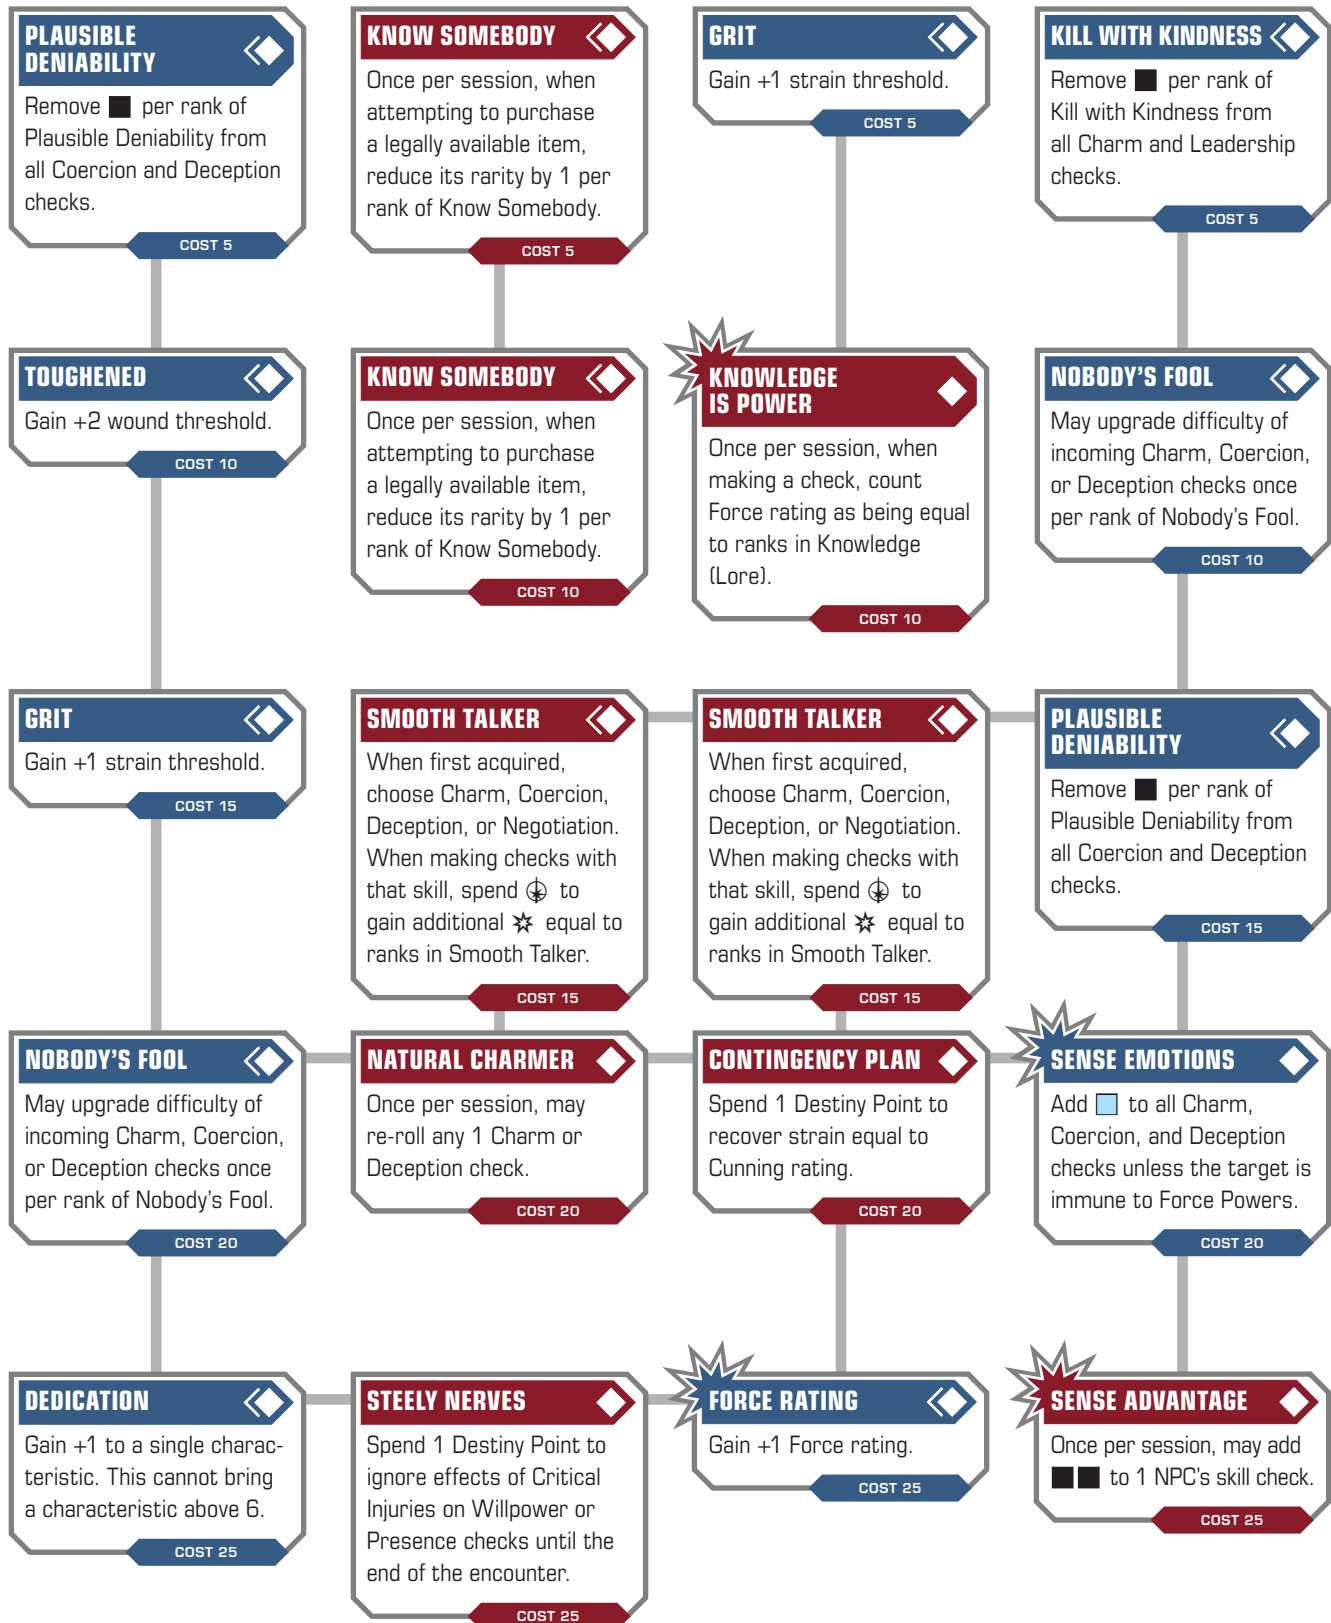 PLAUSIBLE
DENIABILITY
Remove per rank of
Plausible Deniability from
all Coercion and Deception
checks.
COST 5
KNOW SOMEBODY
Once per session, when
attempting to purchase
a legally available item,
reduce its rarity by 1 per
rank of Know Somebody.
COST 5
GRIT
Gain +1 strain threshold.
COST 5
KILL WITH KINDNESS
Remove per rank of
Kill with Kindness from
all Charm and Leadership
checks.
COST 5
TOUGHENED
Gain +2 wound threshold.
COST 10
KNOW SOMEBODY
Once per session, when
attempting to purchase
a legally available item,
reduce its rarity by 1 per
rank of Know Somebody.
COST 10
KNOWLEDGE
IS POWER
Once per session, when
making a check, count
Force rating as being equal
to ranks in Knowledge
(Lore).
COST 10
NOBODY'S FOOL
May upgrade difficulty of
incoming Charm, Coercion,
or Deception checks once
per rank of Nobody's Fool.
COST 10
GRIT
Gain +1 strain threshold.
COST 15
SMOOTH TALKER
When first acquired,
choose Charm, Coercion,
Deception, or Negotiation.
When making checks with
that skill, spend to
gain additional equal to
ranks in Smooth Talker.
COST 15
SMOOTH TALKER
When first acquired,
choose Charm, Coercion,
Deception, or Negotiation.
When making checks with
that skill, spend to
gain additional equal to
ranks in Smooth Talker.
COST 15
PLAUSIBLE
DENIABILITY
Remove per rank of
Plausible Deniability from
all Coercion and Deception
checks.
COST 15
NOBODY'S FOOL
May upgrade difficulty of
incoming Charm, Coercion,
or Deception checks once
per rank of Nobody's Fool.
COST 20
NATURAL CHARMER
Once per session, may
re-roll any 1 Charm or
Deception check.
COST 20
CONTINGENCY PLAN
Spend 1 Destiny Point to
recover strain equal to
Cunning rating.
COST 20
SENSE EMOTIONS
Add to all Charm,
Coercion, and Deception
checks unless the target is
immune to Force Powers.
COST 20
DEDICATION
Gain +1 to a single charac-
teristic. This cannot bring
a characteristic above 6.
COST 25
STEELY NERVES
Spend 1 Destiny Point to
ignore effects of Critical
Injuries on Willpower or
Presence checks until the
end of the encounter.
COST 25
FORCE RATING
Gain +1 Force rating.
COST 25
SENSE ADVANTAGE
Once per session, may add
to 1 NPC's skill check.
COST 25